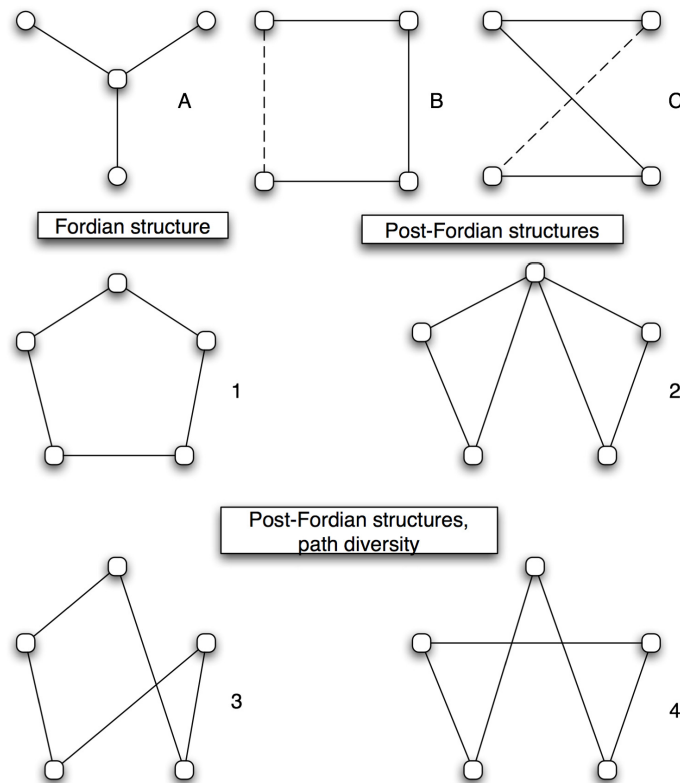 A
B
C
Fordian structure
Post-Fordian structures
1
2
Post-Fordian structures,
path diversity
3
4